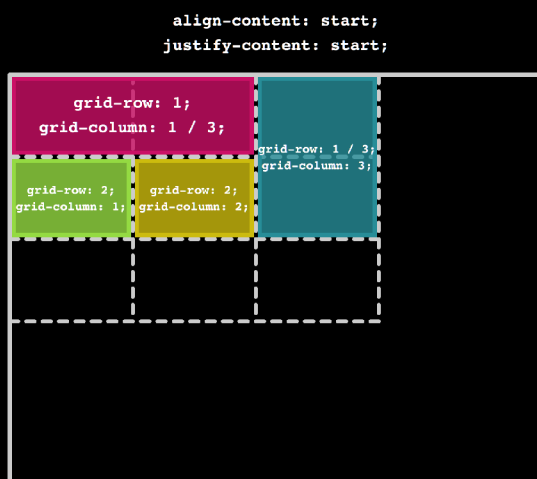 align-content: start;
justify-content: start;
grid-row: 1;
grid-column: 1 / 3;
grid-row: 1 / 3;
grid-column: 3;
grid-row: 2;
grid-column: 1;
grid-row: 2;
grid-column: 2;